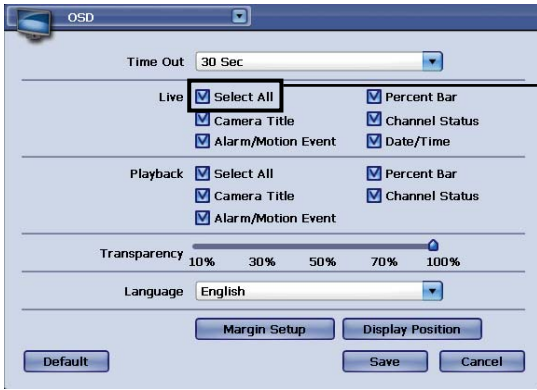 OSD
Time Out 30 Sec
Live Select All Percent Bar
Camera Title Channel Status
Alarm/Motion Event Date/Time
Playback Select All Percent Bar
Camera Title Channel Status
Alarm/Motion Event
Transparency
10% 30% 50% 70% 100%
Language English
Margin Setup Display Position
Default Save Cancel